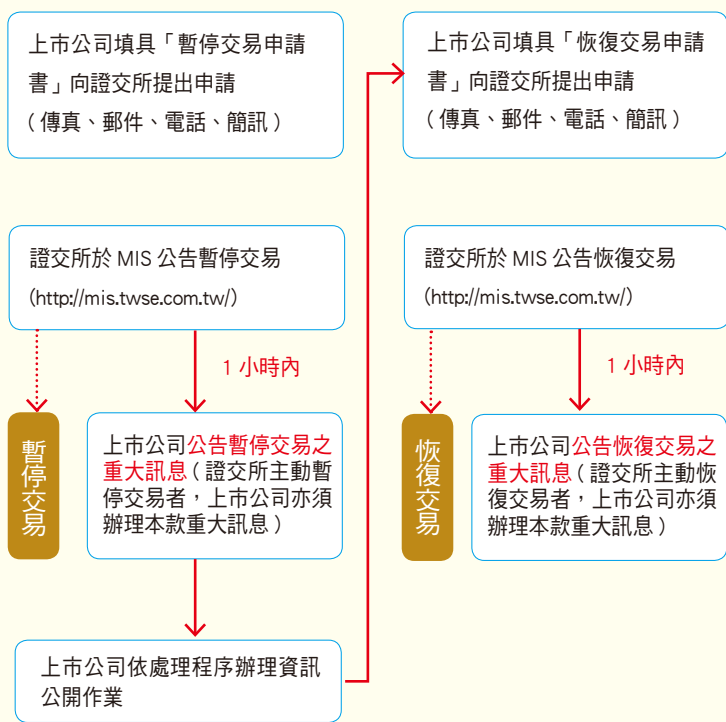 上市公司填具「暫停交易申請
書」向證交所提出申請
(傳真、郵件、電話、簡訊)
證交所於 MIS 公告暫停交易
(http://mis.twse.com.tw/)
1 小時內
暫停交易
上市公司公告暫停交易之
重大訊息(證交所主動暫
停交易者,上市公司亦須
辦理本款重大訊息)
上市公司依處理程序辦理資訊
公開作業
上市公司填具「恢復交易申請
書」向證交所提出申請
(傳真、郵件、電話、簡訊)
證交所於 MIS 公告恢復交易
(http://mis.twse.com.tw/)
1 小時內
恢復交易
上市公司公告恢復交易之
重大訊息(證交所主動恢
復交易者,上市公司亦須
辦理本款重大訊息)